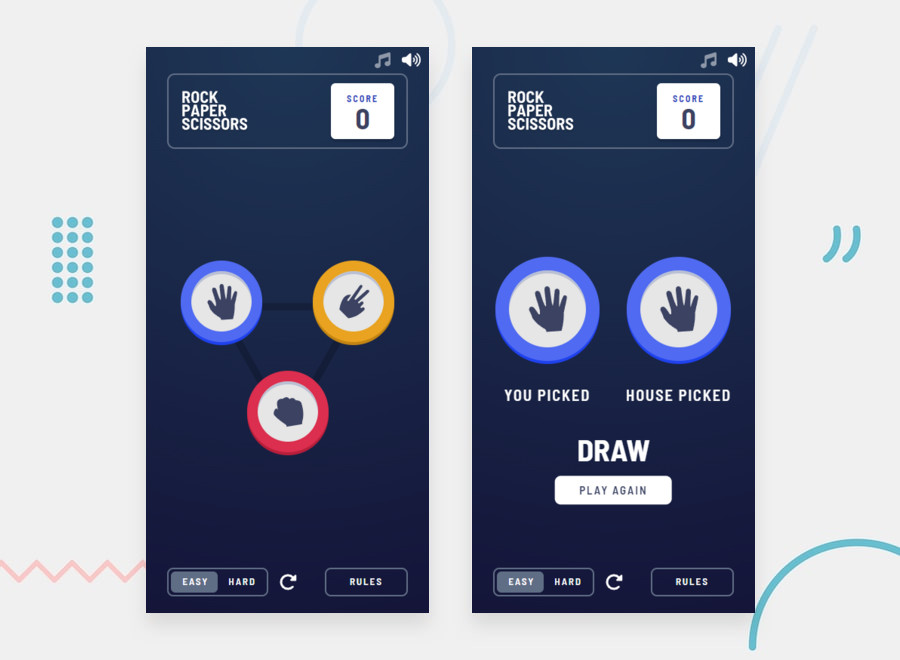 ROCK
PAPER
SCISSORS
SCORE
0
EASY HARD
RULES
ROCK
PAPER
SCISSORS
SCORE
0
YOU PICKED
HOUSE PICKED
DRAW
PLAY AGAIN
EASY HARD
RULES